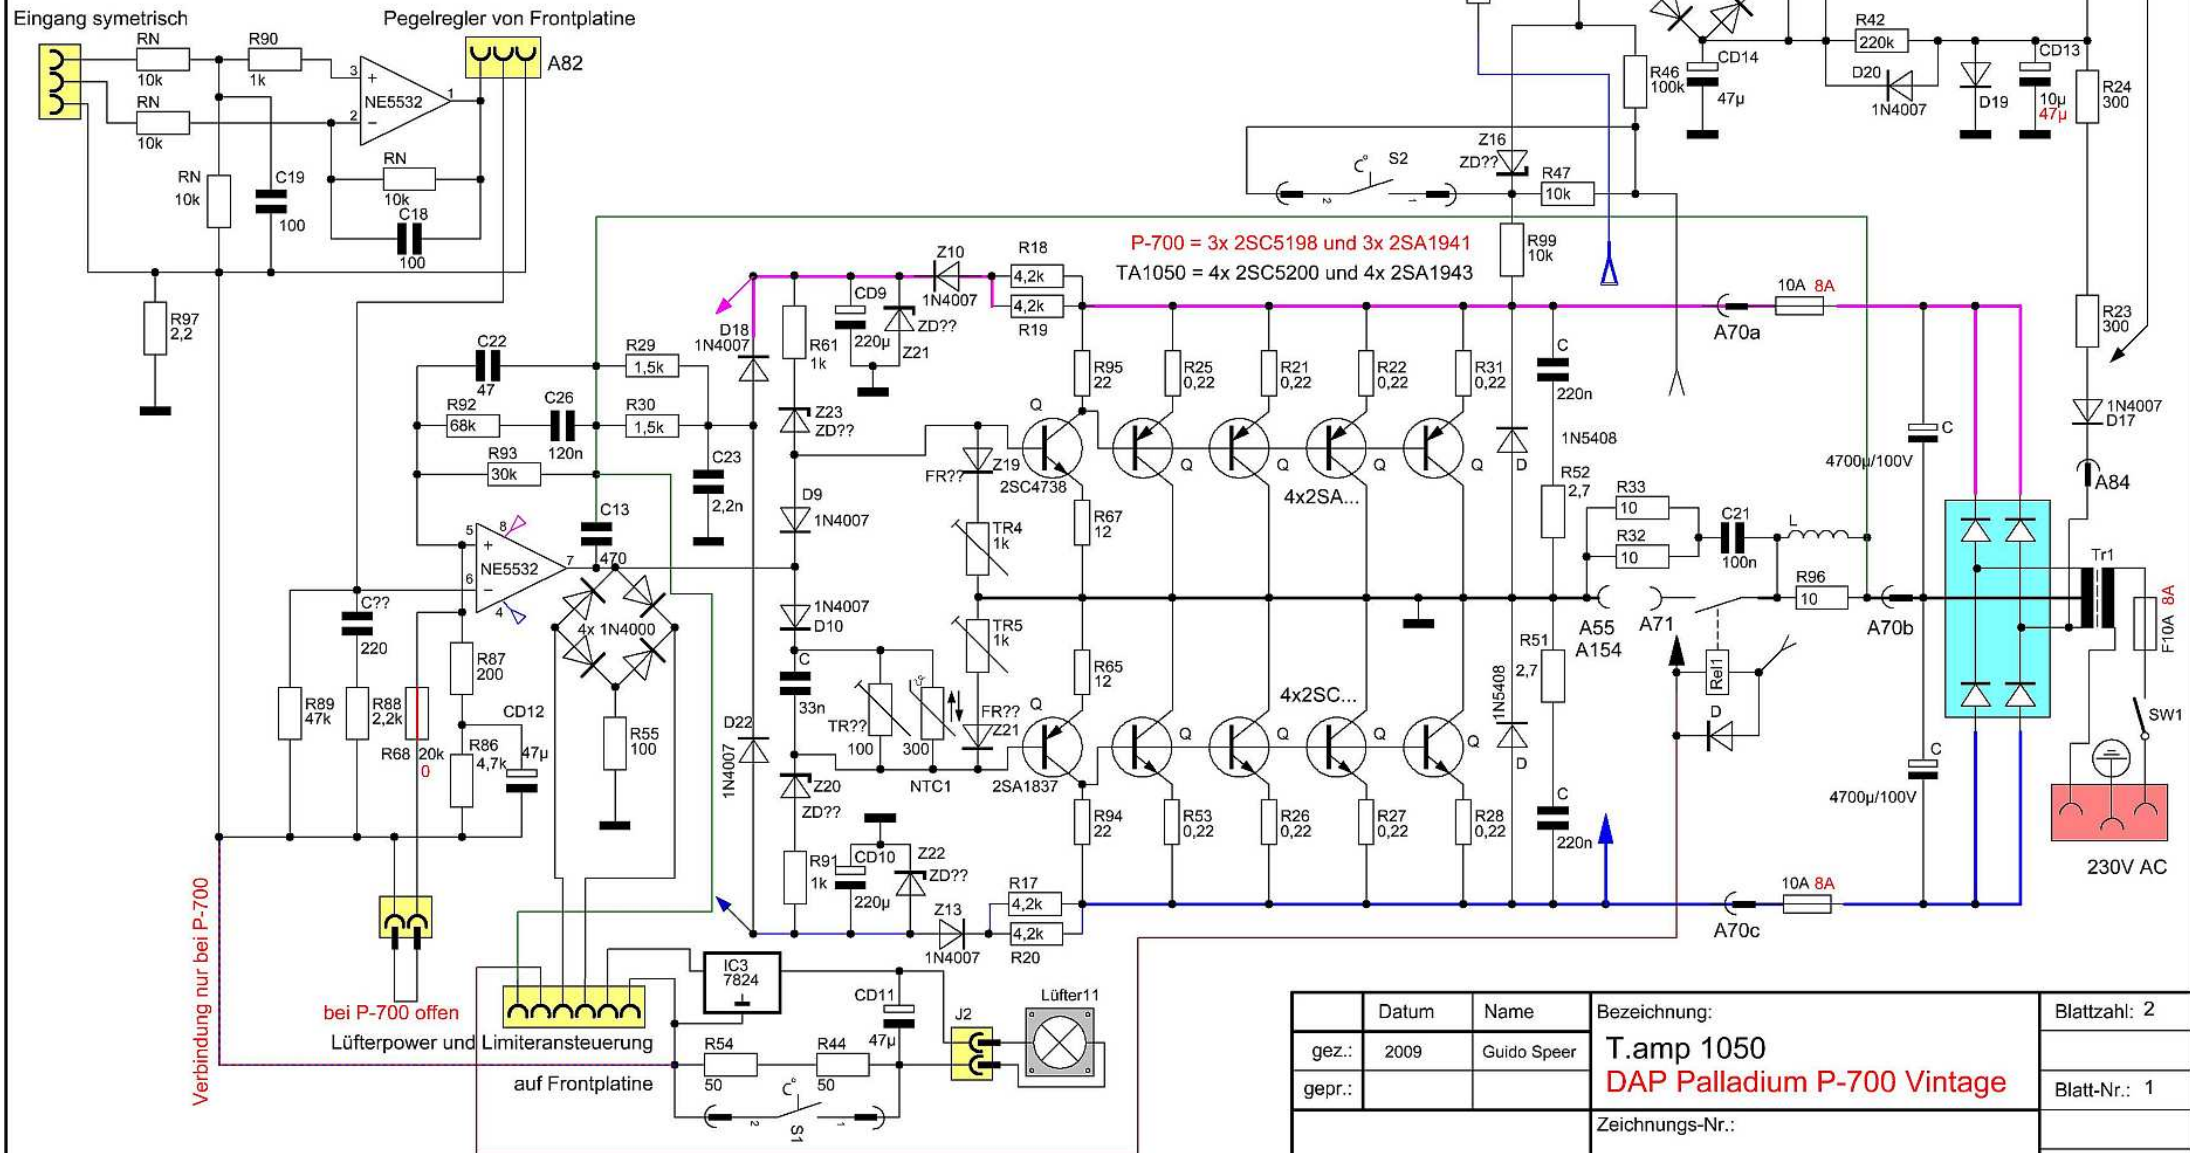 Eingang symetrisch
Pegelregler von Frontplatine
A82
RN
10k
R90
1k
3
+
NE5532
1
2
−
RN
10k
RN
10k
RN
10k
C19
100
C18
100
R97
2,2
R42
220k
CD14
47µ
D20
1N4007
D19
CD13
10µ
47µ
R24
300
R46
100k
Z16
ZD??
S2
2
1
R47
10k
R99
10k
P-700 = 3x 2SC5198 und 3x 2SA1941
TA1050 = 4x 2SC5200 und 4x 2SA1943
Z10
1N4007
R18
4,2k
4,2k
R19
CD9
220µ
ZD??
Z21
D18
1N4007
R61
1k
10A 8A
A70a
R23
300
1N4007
D17
A84
C22
47
R29
1,5k
R92
68k
C26
120n
R30
1,5k
R93
30k
C23
2,2n
C13
470
Z23
ZD??
D9
1N4007
FR??
Z19
Q
2SC4738
R95
22
R25
0,22
R21
0,22
R22
0,22
R31
0,22
Q
Q
Q
Q
4x2SA...
C
220n
1N5408
D
R52
2,7
R67
12
TR4
1k
R33
10
R32
10
C21
100n
L
C
4700µ/100V
5
+
8
NE5532
7
6
−
4
4x 1N4000
1N4007
D10
TR5
1k
R65
12
A55
A154
A71
R96
10
A70b
Tr1
F10A 8A
C??
220
R87
200
R89
47k
R88
2,2k
R68
20k
0
CD12
47µ
R86
4,7k
R55
100
D22
1N4007
C
33n
TR??
100
300
NTC1
FR??
Z21
Q
2SA1837
4x2SC...
Q
Q
Q
Q
1N5408
D
R51
2,7
Rel1
D
SW1
Z20
ZD??
R94
22
R53
0,22
R26
0,22
R27
0,22
R28
0,22
C
220n
C
4700µ/100V
230V AC
R91
1k
CD10
220µ
Z22
ZD??
Z13
1N4007
R17
4,2k
4,2k
R20
10A 8A
A70c
Verbindung nur bei P-700
bei P-700 offen
Lüfterpower und Limiteransteuerung
auf Frontplatine
IC3
7824
CD11
47µ
J2
Lüfter11
R54
50
R44
50
2
1
S1
Datum
Name
Bezeichnung:
Blattzahl: 2
gez.:
2009
Guido Speer
T.amp 1050
DAP Palladium P-700 Vintage
gepr.:
Blatt-Nr.: 1
Zeichnungs-Nr.: